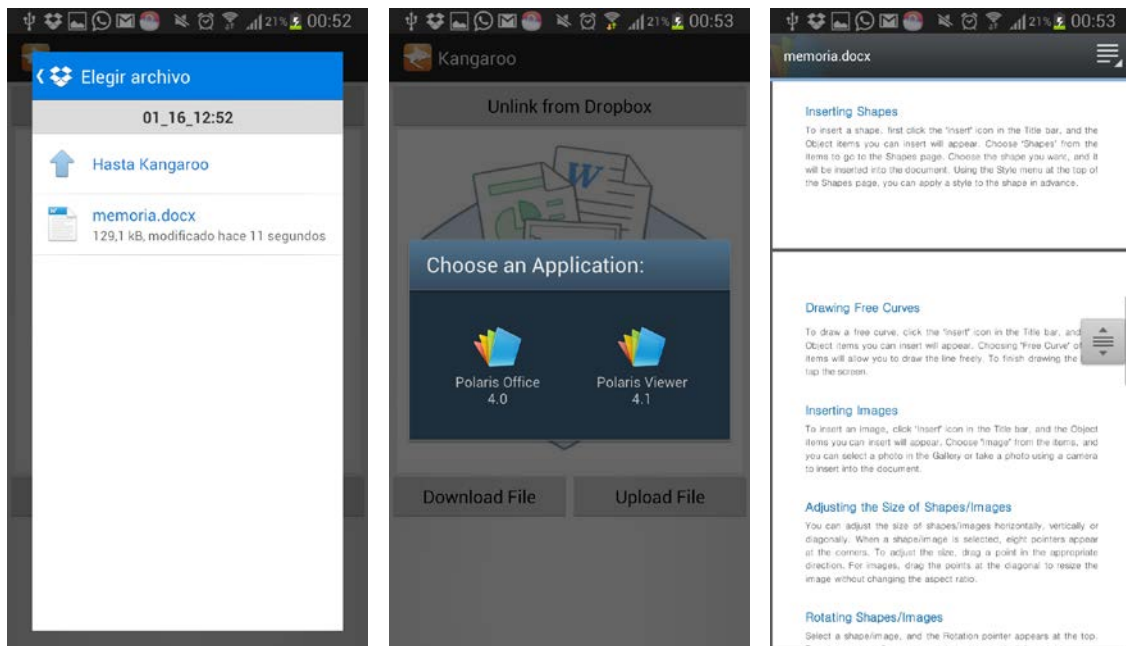 21% 00:52
Elegir archivo
01_16_12:52
Hasta Kangaroo
memoria.docx
129,1 kB, modificado hace 11 segundos
21% 00:53
Kangaroo
Unlink from Dropbox
W
Choose an Application:
Polaris Office
4.0
Polaris Viewer
4.1
Download File
Upload File
21% 00:53
memoria.docx
Inserting Shapes
To insert a shape, first click the "Insert" icon in the Title bar, and the
Object items you can insert will appear. Choose "Shapes" from the
items to go to the Shapes page. Choose the shape you want, and it
will be inserted into the document. Using the Style menu at the top of
the Shapes page, you can apply a style to the shape in advance.
Drawing Free Curves
To draw a free curve, click the "Insert" icon in the Title bar, and
Object items you can insert will appear. Choosing "Free Curve" of
items will allow you to draw the line freely. To finish drawing the
tap the screen.
Inserting Images
To insert an image, click "Insert" icon in the Title bar, and the Object
items you can insert will appear. Choose "Image" from the items, and
you can select a photo in the Gallery or take a photo using a camera
to insert into the document.
Adjusting the Size of Shapes/Images
You can adjust the size of shapes/images horizontally, vertically or
diagonally. When a shape/image is selected, eight pointers appear
at the corners. To adjust the size, drag a point in the appropriate
direction. For images, drag the points at the diagonal to resize the
image without changing the aspect ratio.
Rotating Shapes/Images
Select a shape/image, and the Rotation pointer appears at the top.